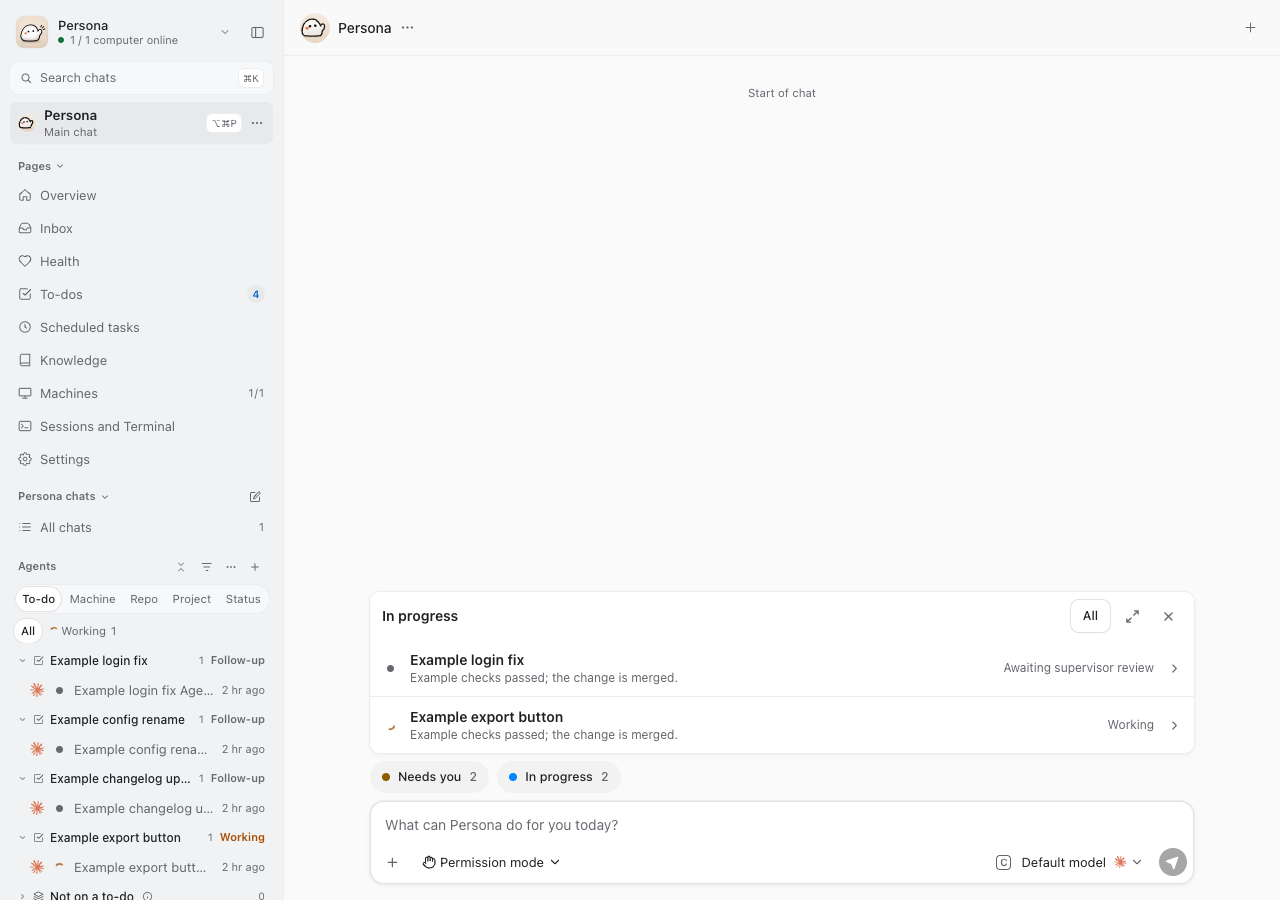 Persona
1 / 1 computer online
Search chats
⌘K
Persona
Main chat
⌥⌘P
Pages
Overview
Inbox
Health
To-dos
4
Scheduled tasks
Knowledge
Machines
1/1
Sessions and Terminal
Settings
Persona chats
All chats
1
Agents
To-do Machine Repo Project Status
All Working 1
Example login fix 1 Follow-up
Example login fix Age... 2 hr ago
Example config rename 1 Follow-up
Example config rena... 2 hr ago
Example changelog up... 1 Follow-up
Example changelog u... 2 hr ago
Example export button 1 Working
Example export butt... 2 hr ago
Not on a to-do 0
Persona
Start of chat
In progress
All
Example login fix
Example checks passed; the change is merged.
Awaiting supervisor review
Example export button
Example checks passed; the change is merged.
Working
Needs you 2
In progress 2
What can Persona do for you today?
Permission mode
C Default model